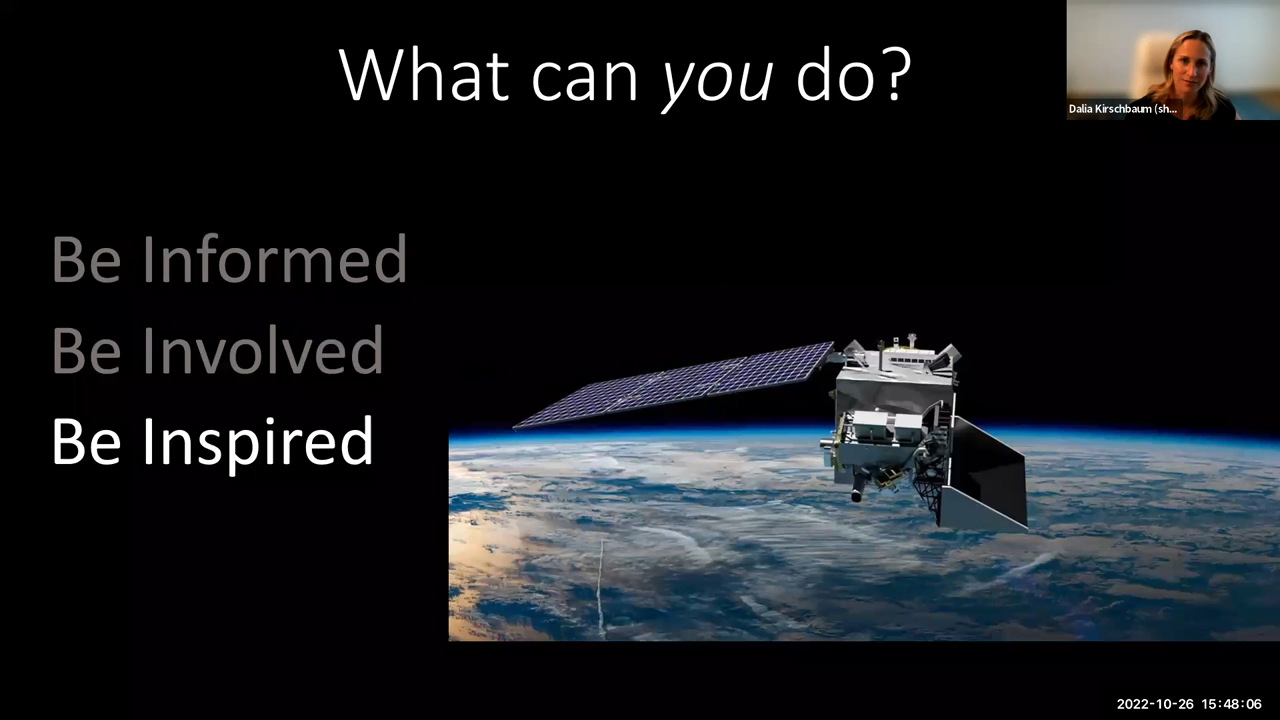 What can you do?
Dalia Kirschbaum (sh...
Be Informed
Be Involved
Be Inspired
2022-10-26 15:48:06